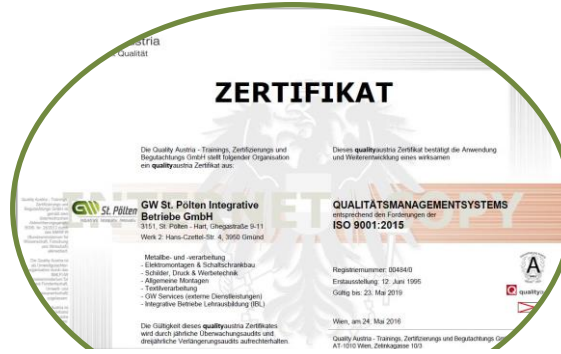 stria
Qualität
ZERTIFIKAT
Die Quality Austria - Trainings, Zertifizierungs und
Begutachtungs GmbH stellt folgender Organisation
ein qualityaustria Zertifikat aus:
Dieses qualityaustria Zertifikat bestätigt die Anwendung
und Weiterentwicklung eines wirksamen
INTERNET COPY
GW St. Pölten
GW St. Pölten Integrative
Betriebe GmbH
3151, St. Pölten - Hart, Ghegastraße 9-11
Werk 2: Hans-Czettel-Str. 4, 3950 Gmünd
QUALITÄTSMANAGEMENTSYSTEMS
entsprechend den Forderungen der
ISO 9001:2015
- Metallbe- und -verarbeitung
- Elektromontagen & Schaltschrankbau
- Schilder, Druck & Werbetechnik
- Allgemeine Montagen
- Textilverarbeitung
- GW Services (externe Dienstleistungen)
- Integrative Betriebe Lehrausbildung (IBL)
Registriernummer: 00484/0
Erstausstellung: 12. Juni 1995
Gültig bis: 23. Mai 2019
A
Q qualitya
Die Gültigkeit dieses qualityaustria Zertifikates
wird durch jährliche Überwachungsaudits und
dreijährliche Verlängerungsaudits aufrechterhalten.
Wien, am 24. Mai 2016
Quality Austria - Trainings, Zertifizierungs und Begutachtungs G
AT-1010 Wien, Zelinkagasse 10/3